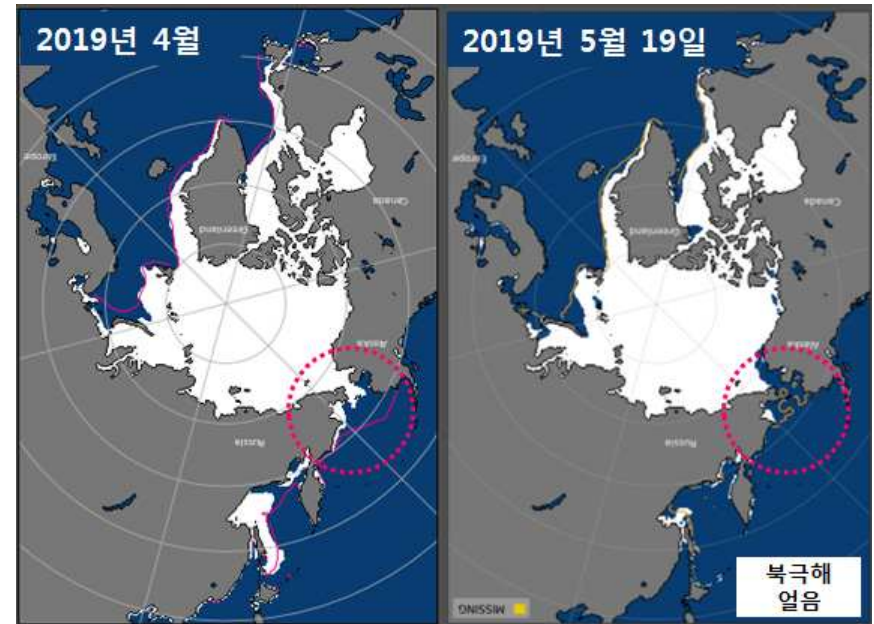 2019년 4월
Europe
Canada
Greenland
Alaska
Russia
2019년 5월 19일
Europe
Canada
Greenland
Alaska
Russia
MISSING
북극해
얼음